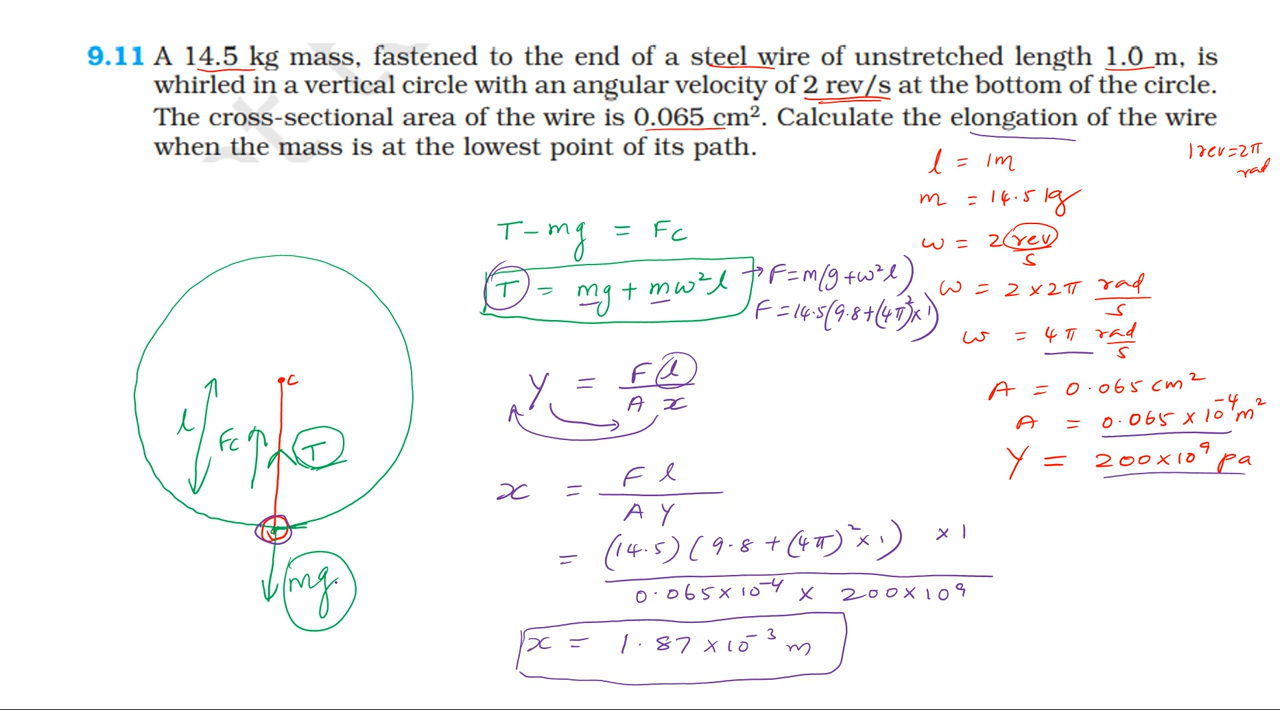 9.11 A 14.5 kg mass, fastened to the end of a steel wire of unstretched length 1.0 m, is
whirled in a vertical circle with an angular velocity of 2 rev/s at the bottom of the circle.
The cross-sectional area of the wire is 0.065 cm². Calculate the elongation of the wire
when the mass is at the lowest point of its path.
l = 1m
1 rev = 2π
rad
m = 14.5 kg
ω = 2 rev/s
ω = 2 × 2π rad/s
ω = 4π rad/s
A = 0.065 cm²
A = 0.065 × 10⁻⁴ m²
Y = 200 × 10⁹ pa
T - mg = Fc
T = mg + mω²l
F = m(g + ω²l)
F = 14.5(9.8 + (4π)² × 1)
Y = F l / A x
x = F l / A Y
= (14.5) (9.8 + (4π)² × 1) × 1 / 0.065 × 10⁻⁴ × 200 × 10⁹
x = 1.87 × 10⁻³ m
c
l
Fc
T
mg